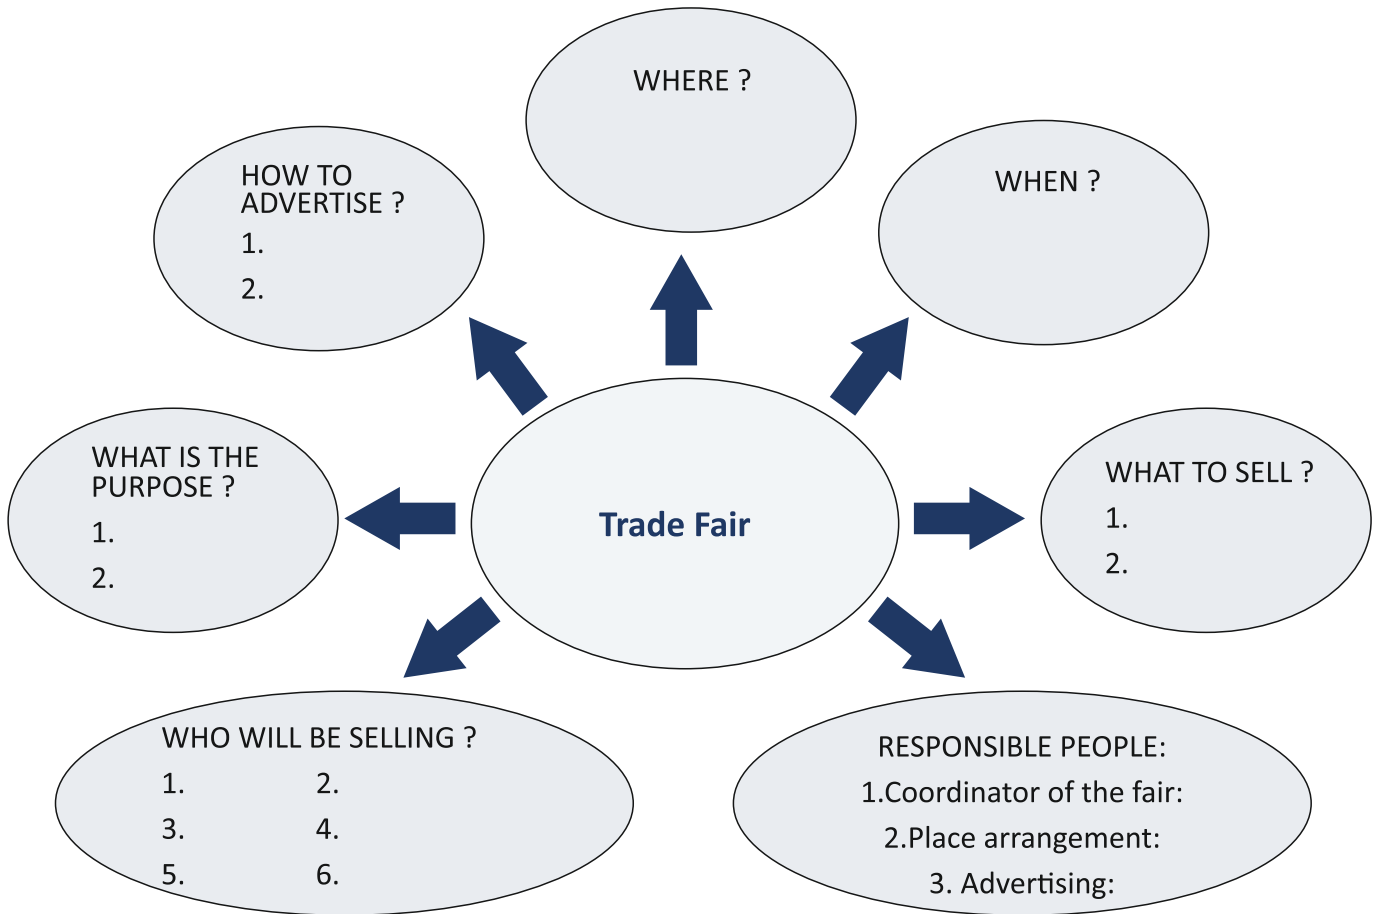 WHERE ?
WHEN ?
HOW TO
ADVERTISE ?
1.
2.
WHAT IS THE
PURPOSE ?
1.
2.
Trade Fair
WHAT TO SELL ?
1.
2.
WHO WILL BE SELLING ?
1. 2.
3. 4.
5. 6.
RESPONSIBLE PEOPLE:
1.Coordinator of the fair:
2.Place arrangement:
3. Advertising: